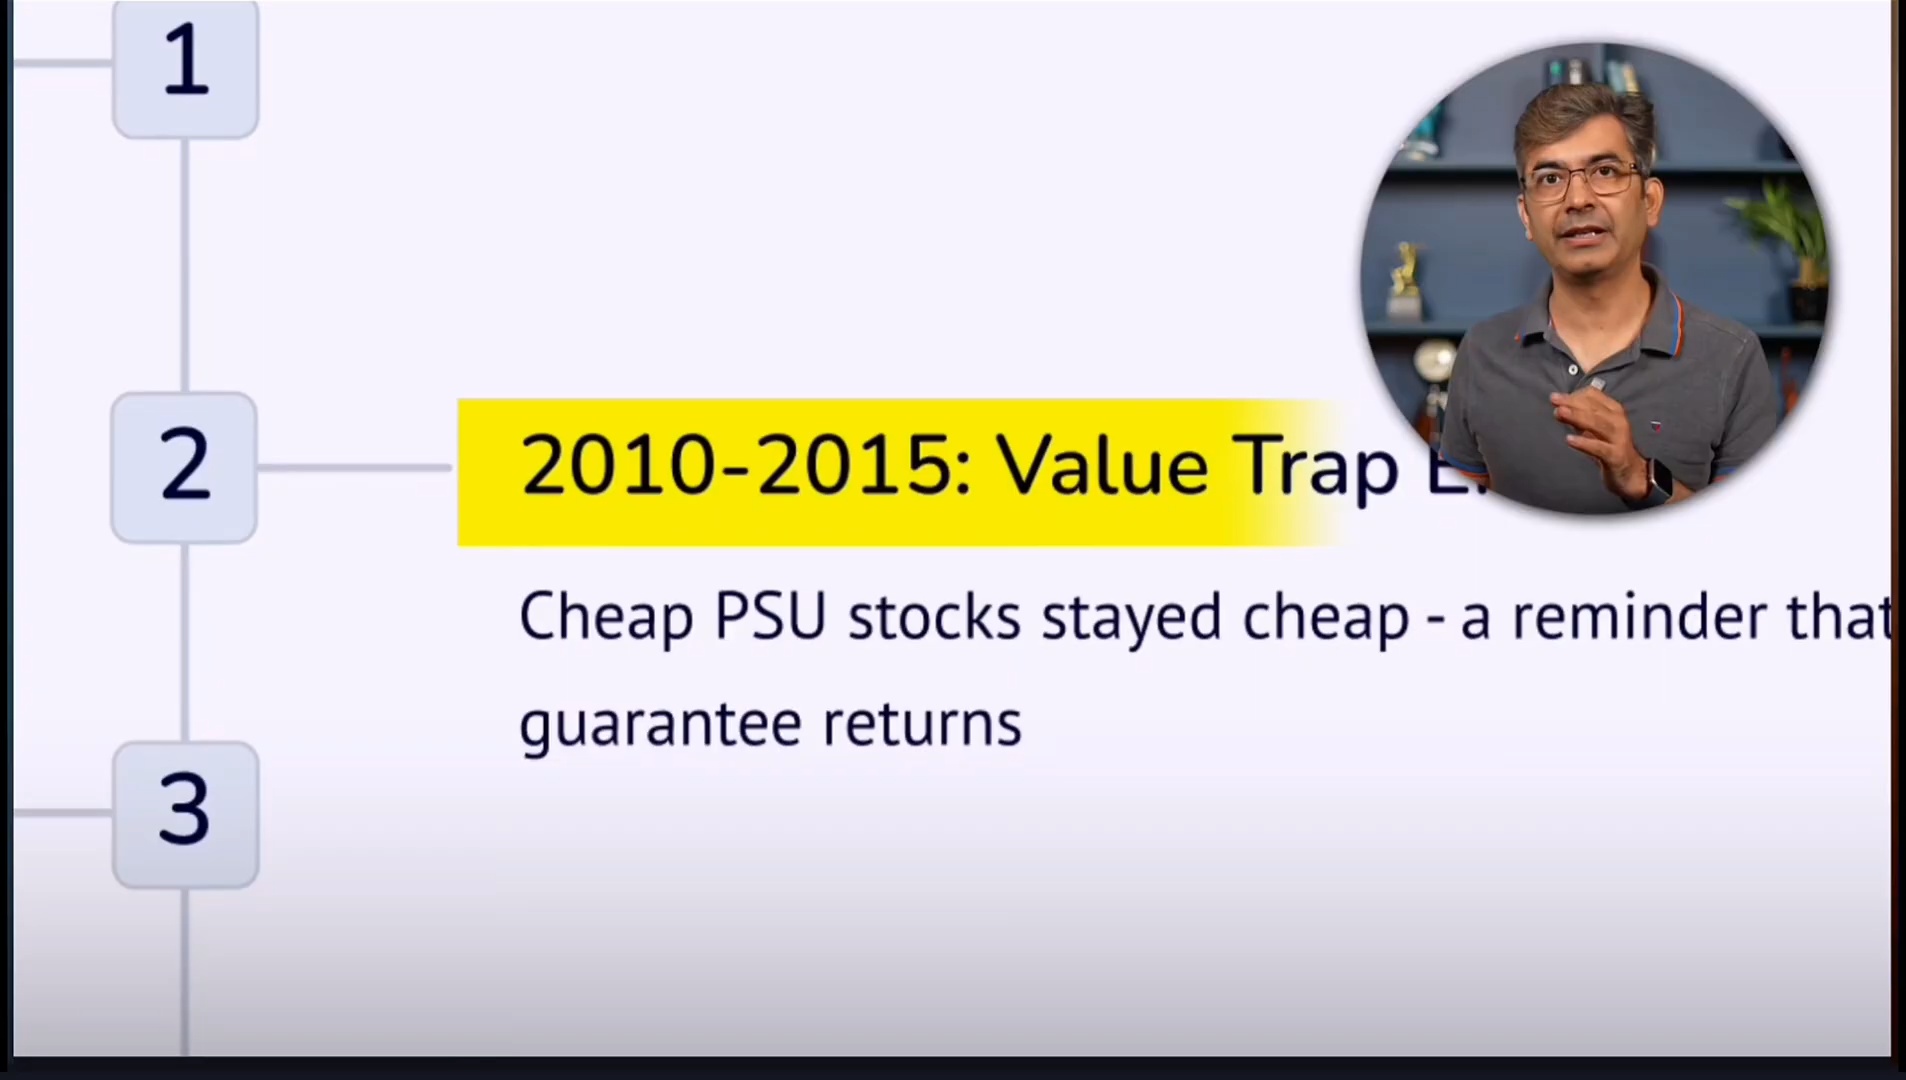 1
2
2010-2015: Value Trap
Cheap PSU stocks stayed cheap - a reminder that
guarantee returns
3